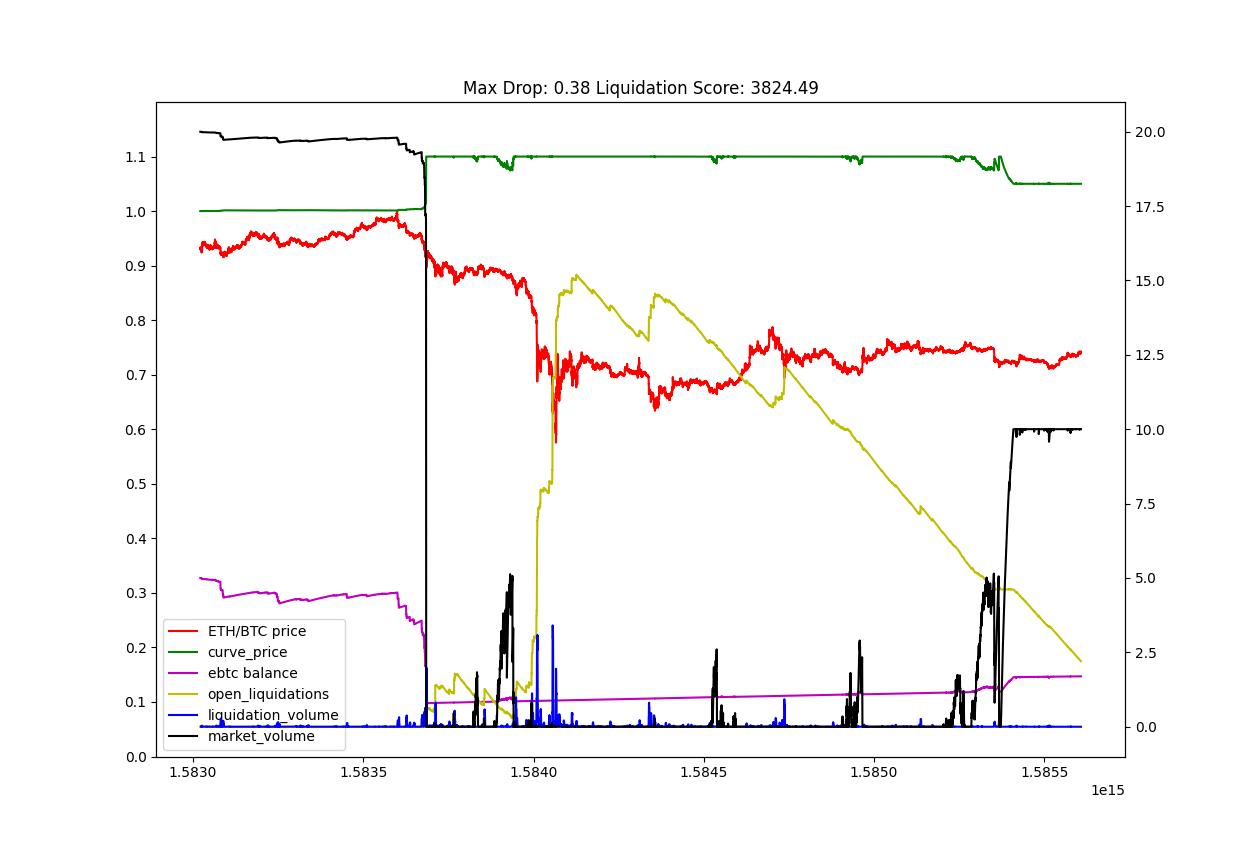 Max Drop: 0.38 Liquidation Score: 3824.49
1.1
1.0
0.9
0.8
0.7
0.6
0.5
0.4
0.3
0.2
0.1
0.0
20.0
17.5
15.0
12.5
10.0
7.5
5.0
2.5
0.0
ETH/BTC price
curve_price
ebtc balance
open_liquidations
liquidation_volume
market_volume
1.5830 1.5835 1.5840 1.5845 1.5850 1.5855
1e15